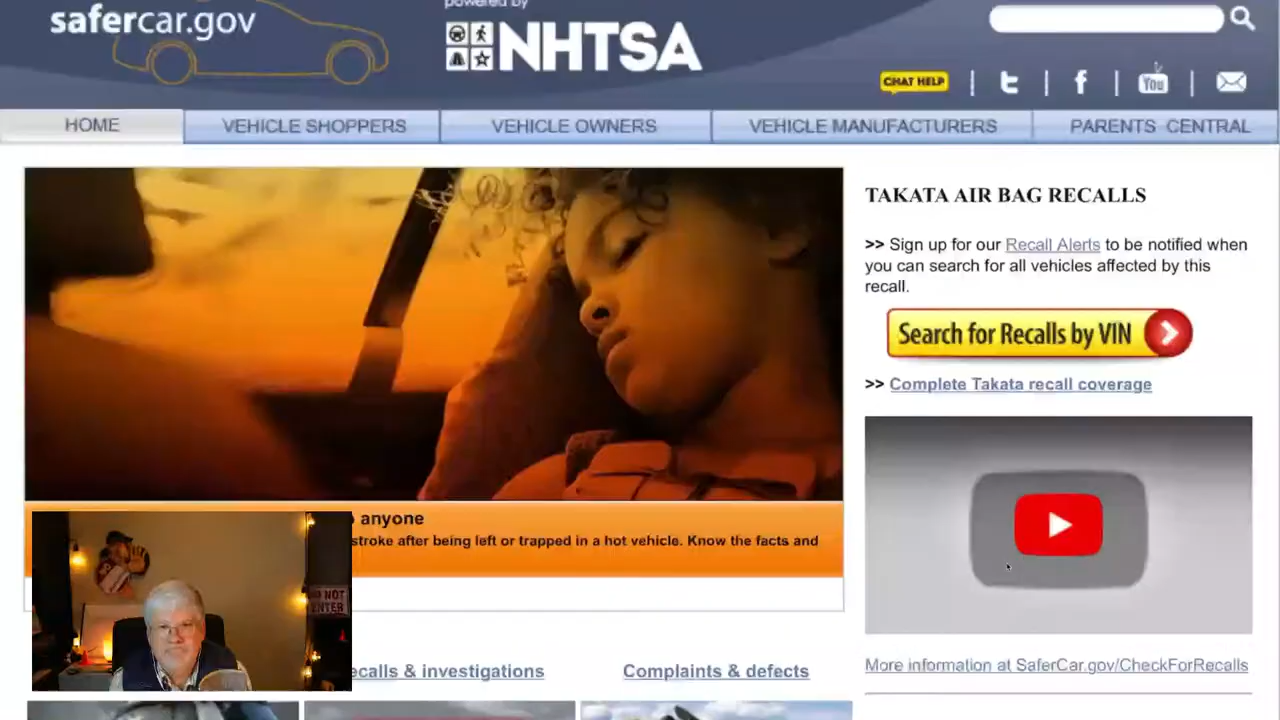 powered by
safercar.gov
NHTSA
CHAT HELP
You
HOME
VEHICLE SHOPPERS
VEHICLE OWNERS
VEHICLE MANUFACTURERS
PARENTS CENTRAL
TAKATA AIR BAG RECALLS
>> Sign up for our Recall Alerts to be notified when
you can search for all vehicles affected by this
recall.
Search for Recalls by VIN
>> Complete Takata recall coverage
anyone
stroke after being left or trapped in a hot vehicle. Know the facts and
NOT
ENTER
ecalls & investigations
Complaints & defects
More information at SaferCar.gov/CheckForRecalls